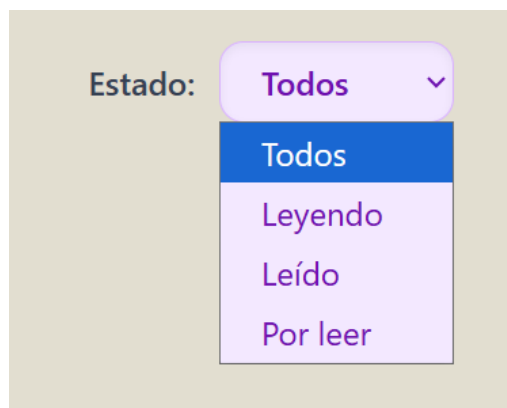 Estado: Todos
Todos
Leyendo
Leído
Por leer